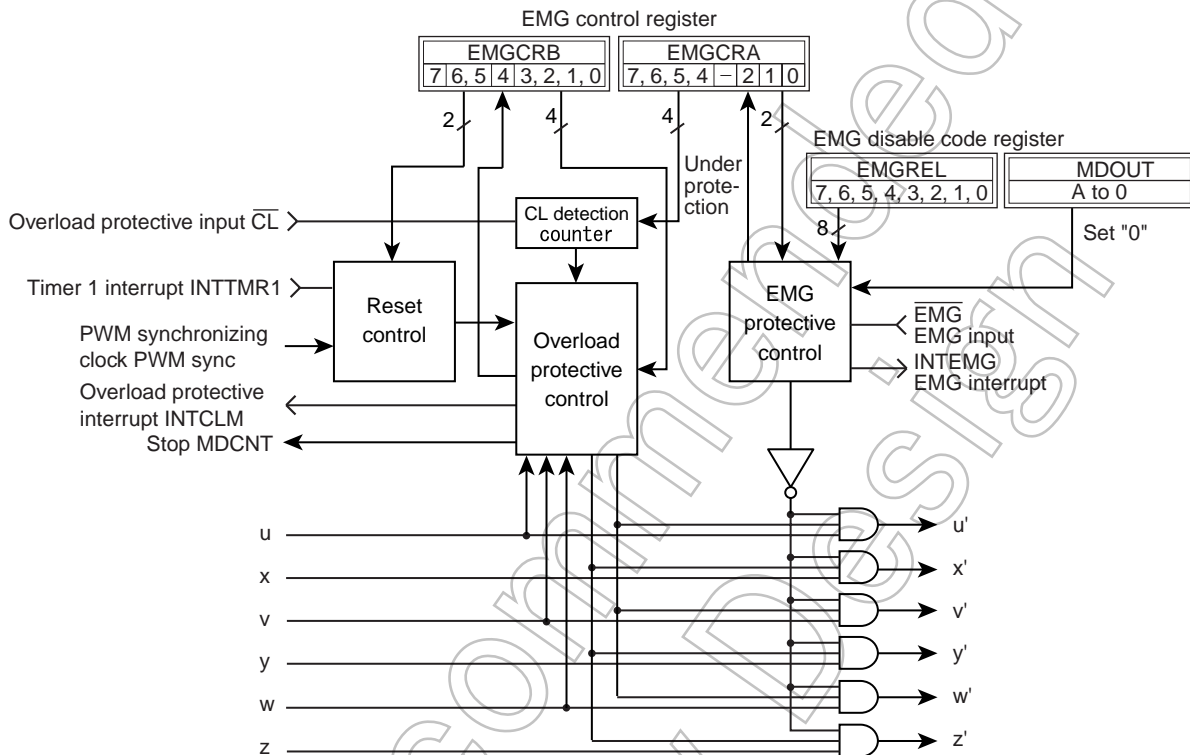 EMG control register
EMGCRB
7 6, 5 4 3, 2, 1, 0
EMGCRA
7, 6, 5, 4 − 2 1 0
2
4
4
2
Under
prote-
ction
EMG disable code register
EMGREL
7, 6, 5, 4, 3, 2, 1, 0
MDOUT
A to 0
8
Set "0"
Overload protective input C̅L̅
CL detection
counter
Timer 1 interrupt INTTMR1
Reset
control
PWM synchronizing
clock PWM sync
Overload
protective
control
EMG
protective
control
E̅M̅G̅
EMG input
INTEMG
EMG interrupt
Overload protective
interrupt INTCLM
Stop MDCNT
u
u'
x
x'
v
v'
y
y'
w
w'
z
z'
commended
Design